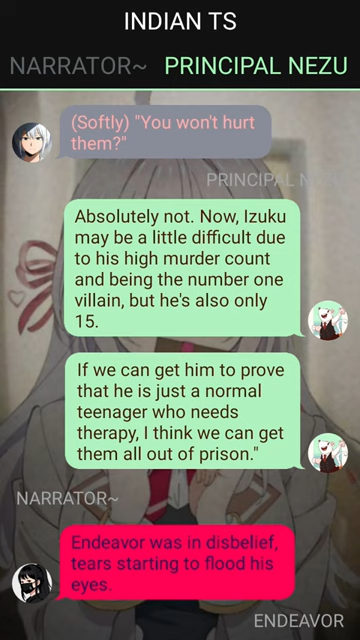 INDIAN TS
NARRATOR~ PRINCIPAL NEZU
(Softly) "You won't hurt
them?"
PRINCIPAL NEZU
Absolutely not. Now, Izuku
may be a little difficult due
to his high murder count
and being the number one
villain, but he's also only
15.
If we can get him to prove
that he is just a normal
teenager who needs
therapy, I think we can get
them all out of prison."
NARRATOR~
Endeavor was in disbelief,
tears starting to flood his
eyes.
ENDEAVOR